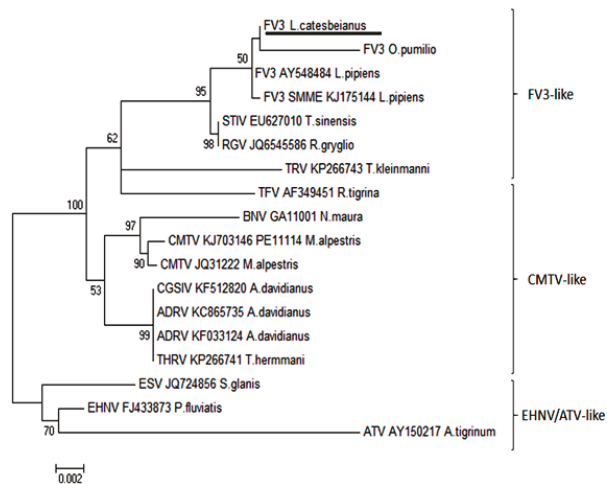 FV3 L.catesbeianus
FV3 O.pumilio
50
FV3 AY548484 L.pipiens
95
FV3 SMME KJ175144 L.pipiens
FV3-like
STIV EU627010 T.sinensis
62
98
RGV JQ6545586 R.gryglio
TRV KP266743 T.kleinmanni
TFV AF349451 R.tigrina
100
97
BNV GA11001 N.maura
CMTV KJ703146 PE11114 M.alpestris
90
CMTV JQ31222 M.alpestris
CMTV-like
53
CGSIV KF512820 A.davidianus
ADRV KC865735 A.davidianus
ADRV KF033124 A.davidianus
99
THRV KP266741 T.hermmani
ESV JQ724856 S.glanis
EHNV FJ433873 P.fluviatis
EHNV/ATV-like
70
ATV AY150217 A.tigrinum
0.002